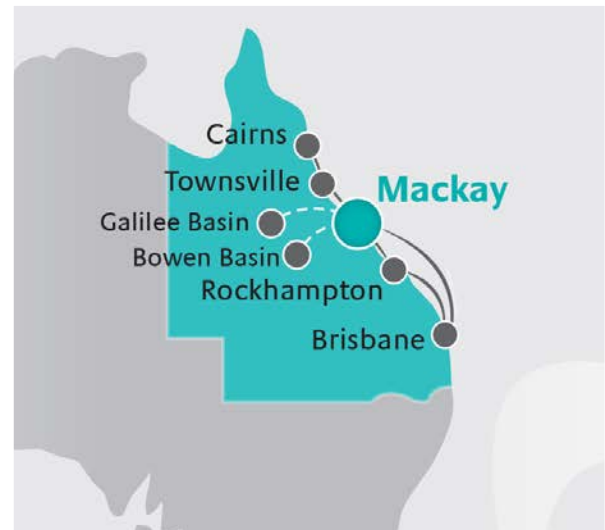 Cairns
Townsville
Mackay
Galilee Basin
Bowen Basin
Rockhampton
Brisbane